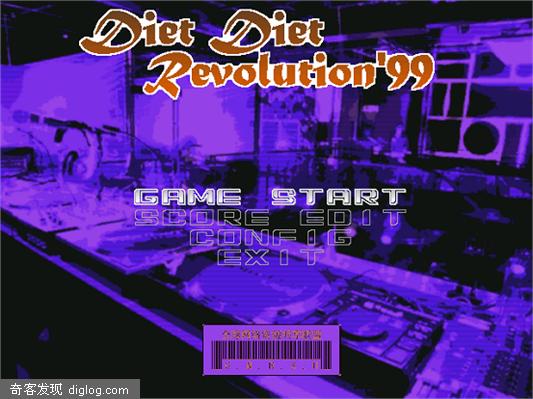 Diet Diet
Revolution'99
GAME START
SCORE EDIT
CONFIG
EXIT
奇客发现 diglog.com